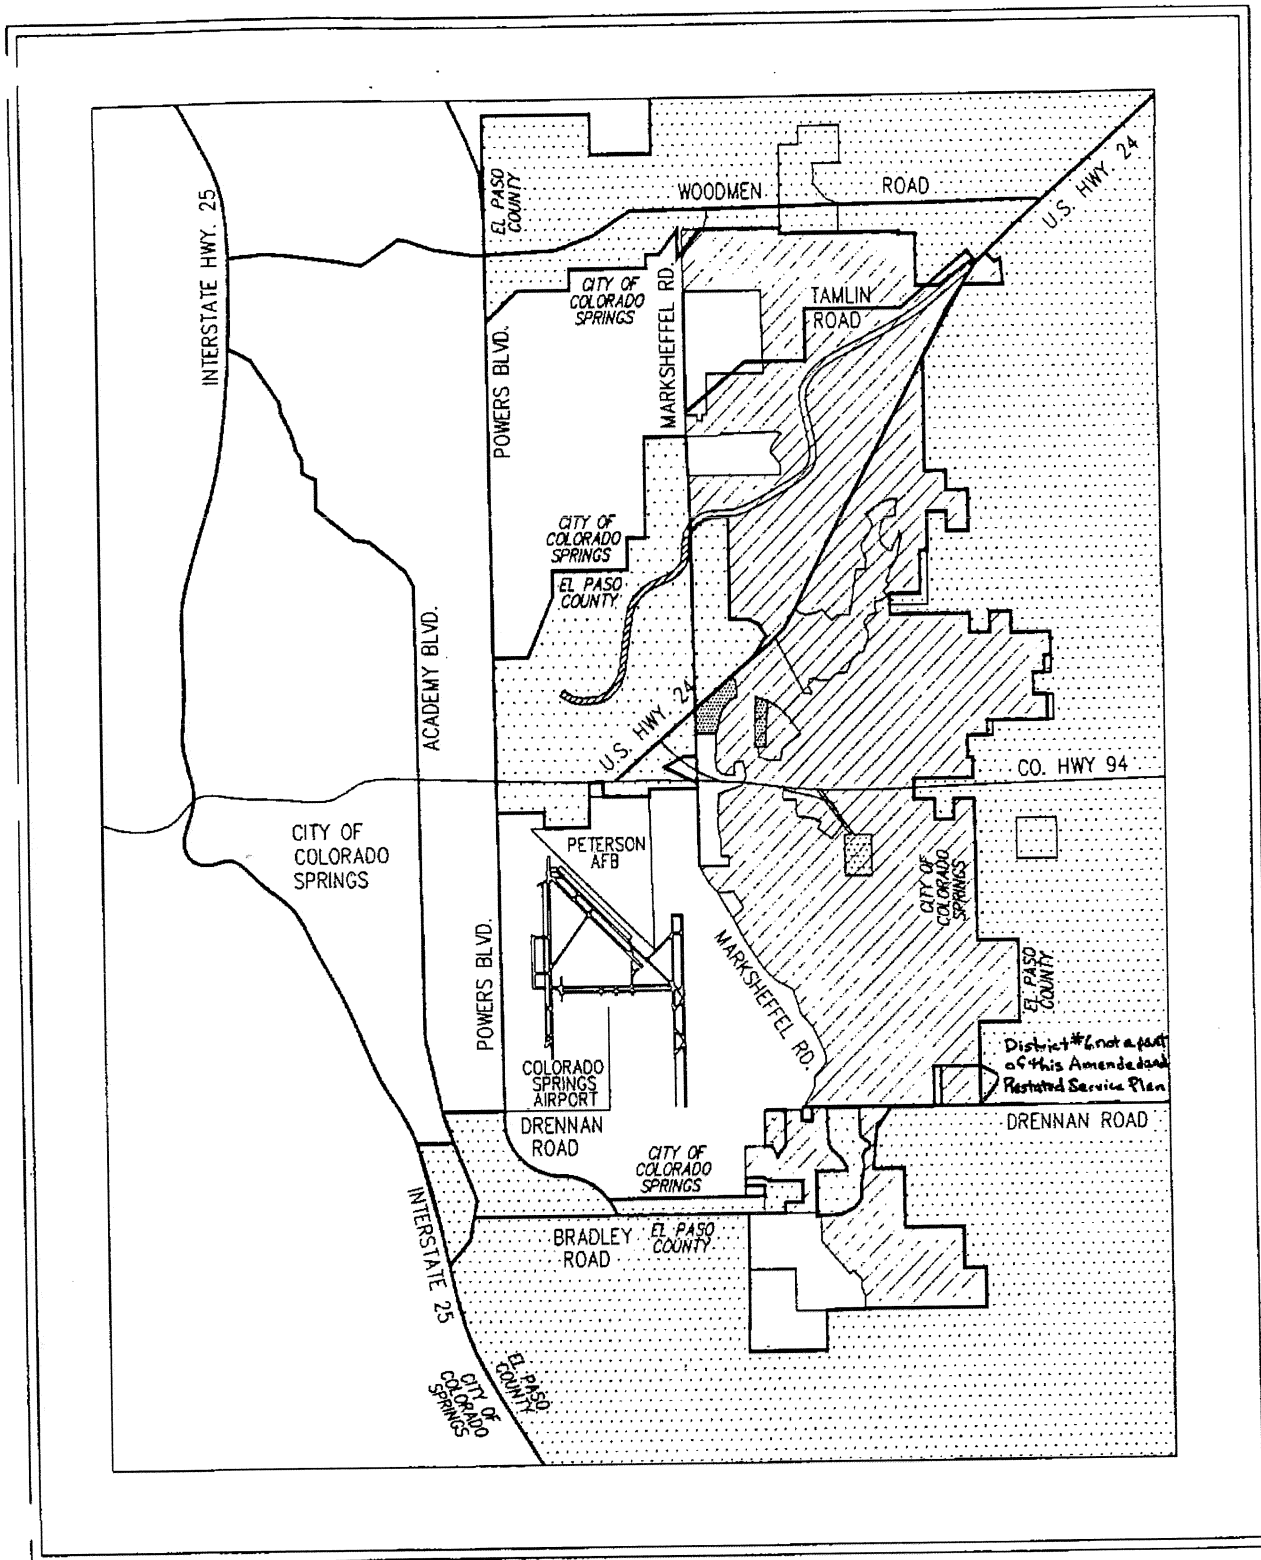 U.S. HWY 24
EL PASO
COUNTY
WOODMEN
ROAD
INTERSTATE HWY. 25
CITY OF
COLORADO
SPRINGS
MARKSHEFFEL RD.
TAMLIN
ROAD
POWERS BLVD.
CITY OF
COLORADO
SPRINGS
EL PASO
COUNTY
ACADEMY BLVD.
U.S. HWY 24
CO. HWY 94
CITY OF
COLORADO
SPRINGS
PETERSON
AFB
CITY OF
COLORADO
SPRINGS
POWERS BLVD.
MARKSHEFFEL RD.
EL PASO
COUNTY
District #6 not a part
of this Amended and
Restated Service Plan
COLORADO
SPRINGS
AIRPORT
DRENNAN
ROAD
DRENNAN ROAD
CITY OF
COLORADO
SPRINGS
INTERSTATE 25
BRADLEY
ROAD
EL PASO
COUNTY
EL PASO
COUNTY
CITY OF
COLORADO
SPRINGS